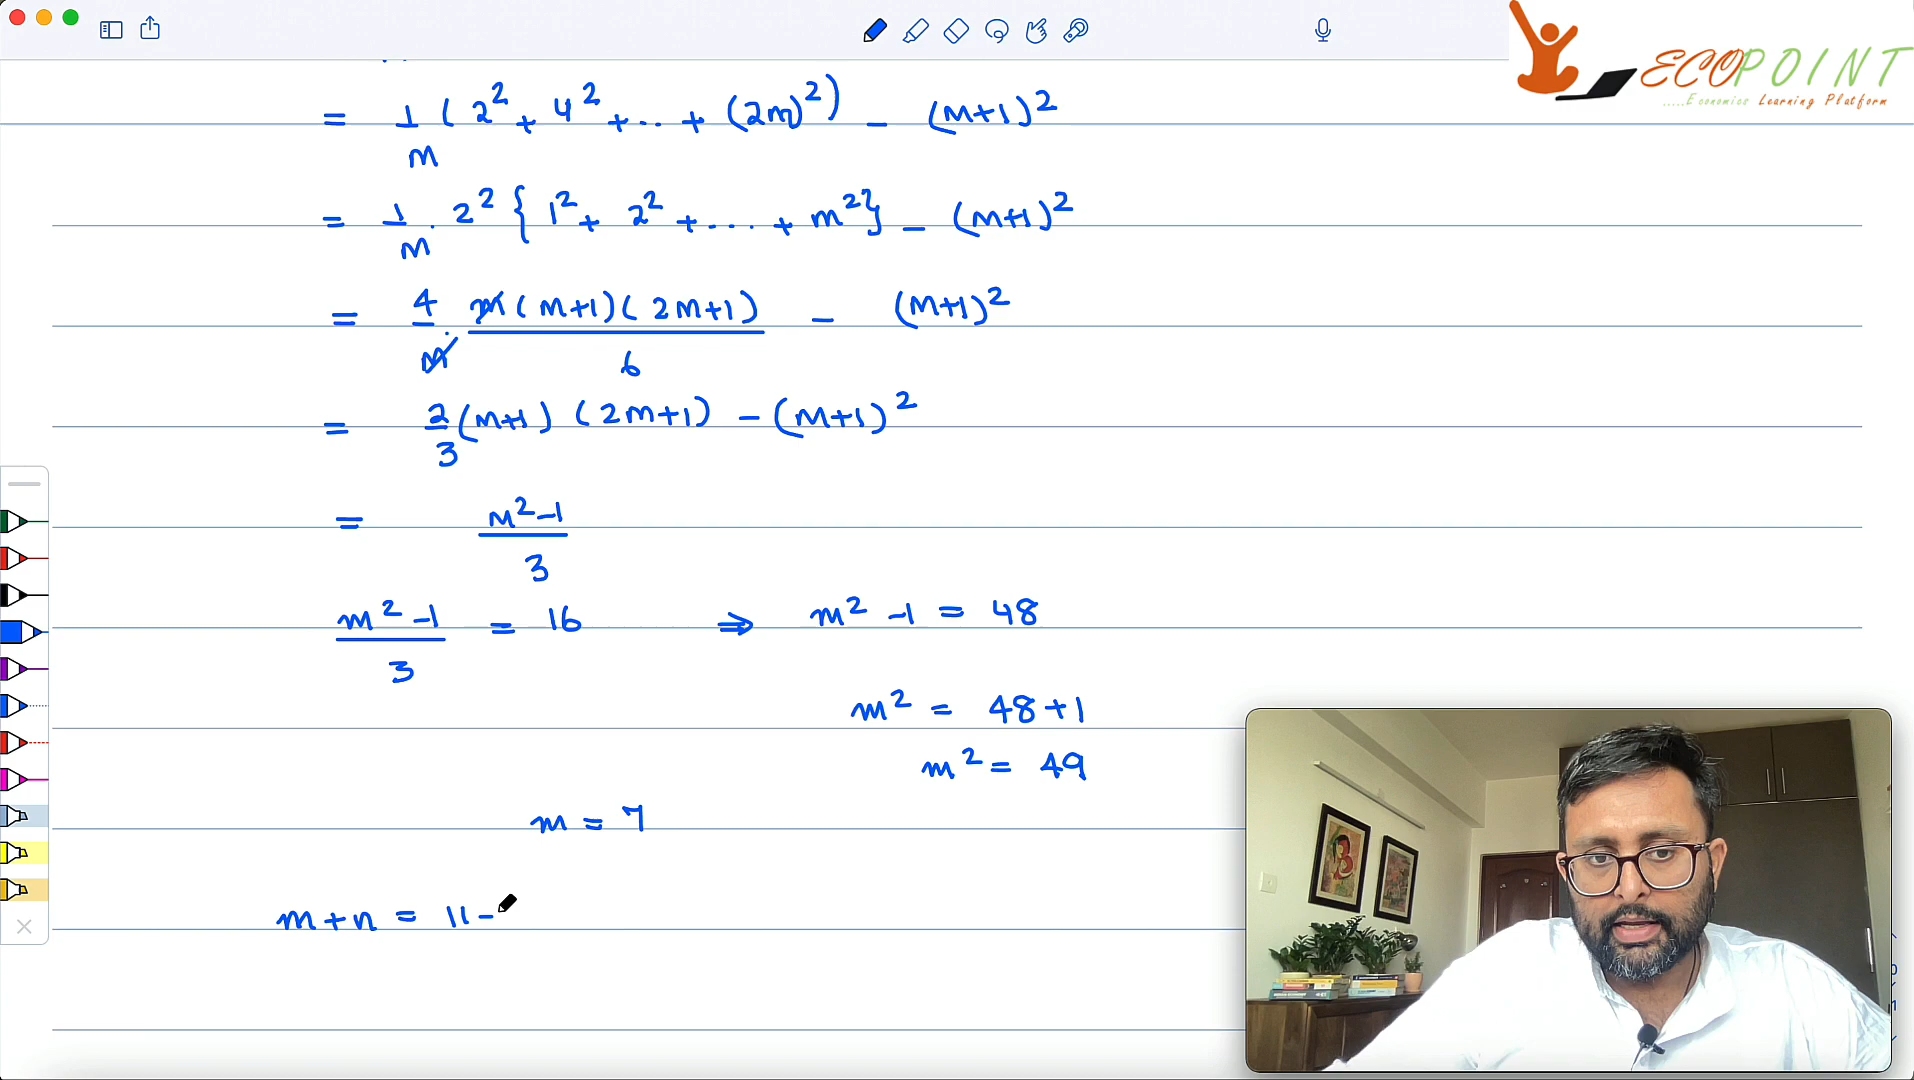 ECOPOINT
.....Economics Learning Platform
= 1/m (2² + 4² + .. + (2m)²) - (m+1)²
= 1/m . 2² { 1² + 2² + .... + m² } - (m+1)²
= 4/m . m(m+1)(2m+1)/6 - (m+1)²
= 2/3 (m+1) (2m+1) - (m+1)²
= m²-1/3
m²-1/3 = 16 ⇒ m² -1 = 48
m² = 48+1
m² = 49
m = 7
m+n = 11-